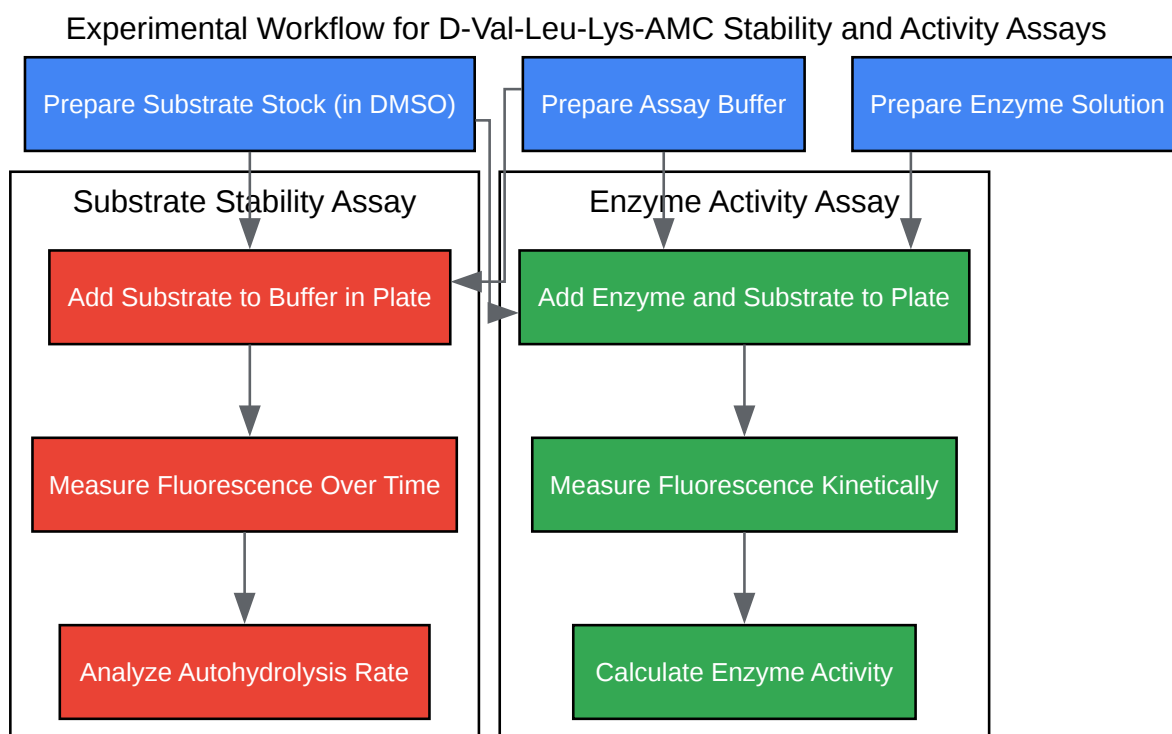 Experimental Workflow for D-Val-Leu-Lys-AMC Stability and Activity Assays
Prepare Substrate Stock (in DMSO)
Prepare Assay Buffer
Prepare Enzyme Solution
Substrate Stability Assay
Enzyme Activity Assay
Add Substrate to Buffer in Plate
Add Enzyme and Substrate to Plate
Measure Fluorescence Over Time
Measure Fluorescence Kinetically
Analyze Autohydrolysis Rate
Calculate Enzyme Activity